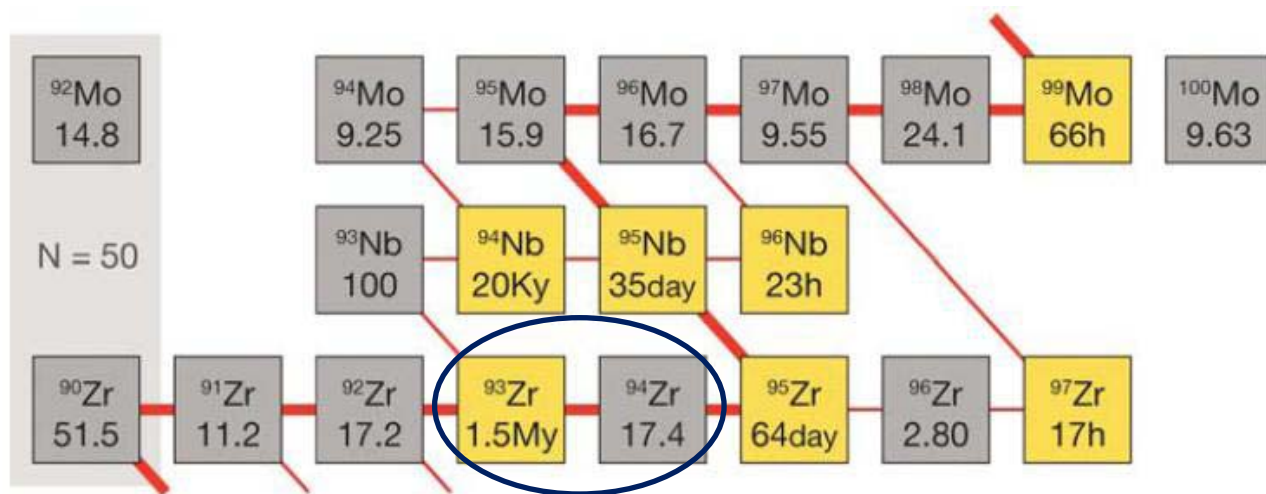 ⁹²Mo ⁹⁴Mo ⁹⁵Mo ⁹⁶Mo ⁹⁷Mo ⁹⁸Mo ⁹⁹Mo ¹⁰⁰Mo
14.8 9.25 15.9 16.7 9.55 24.1 66h 9.63
⁹³Nb ⁹⁴Nb ⁹⁵Nb ⁹⁶Nb
N = 50
100 20Ky 35day 23h
⁹⁰Zr ⁹¹Zr ⁹²Zr ⁹³Zr ⁹⁴Zr ⁹⁵Zr ⁹⁶Zr ⁹⁷Zr
51.5 11.2 17.2 1.5My 17.4 64day 2.80 17h